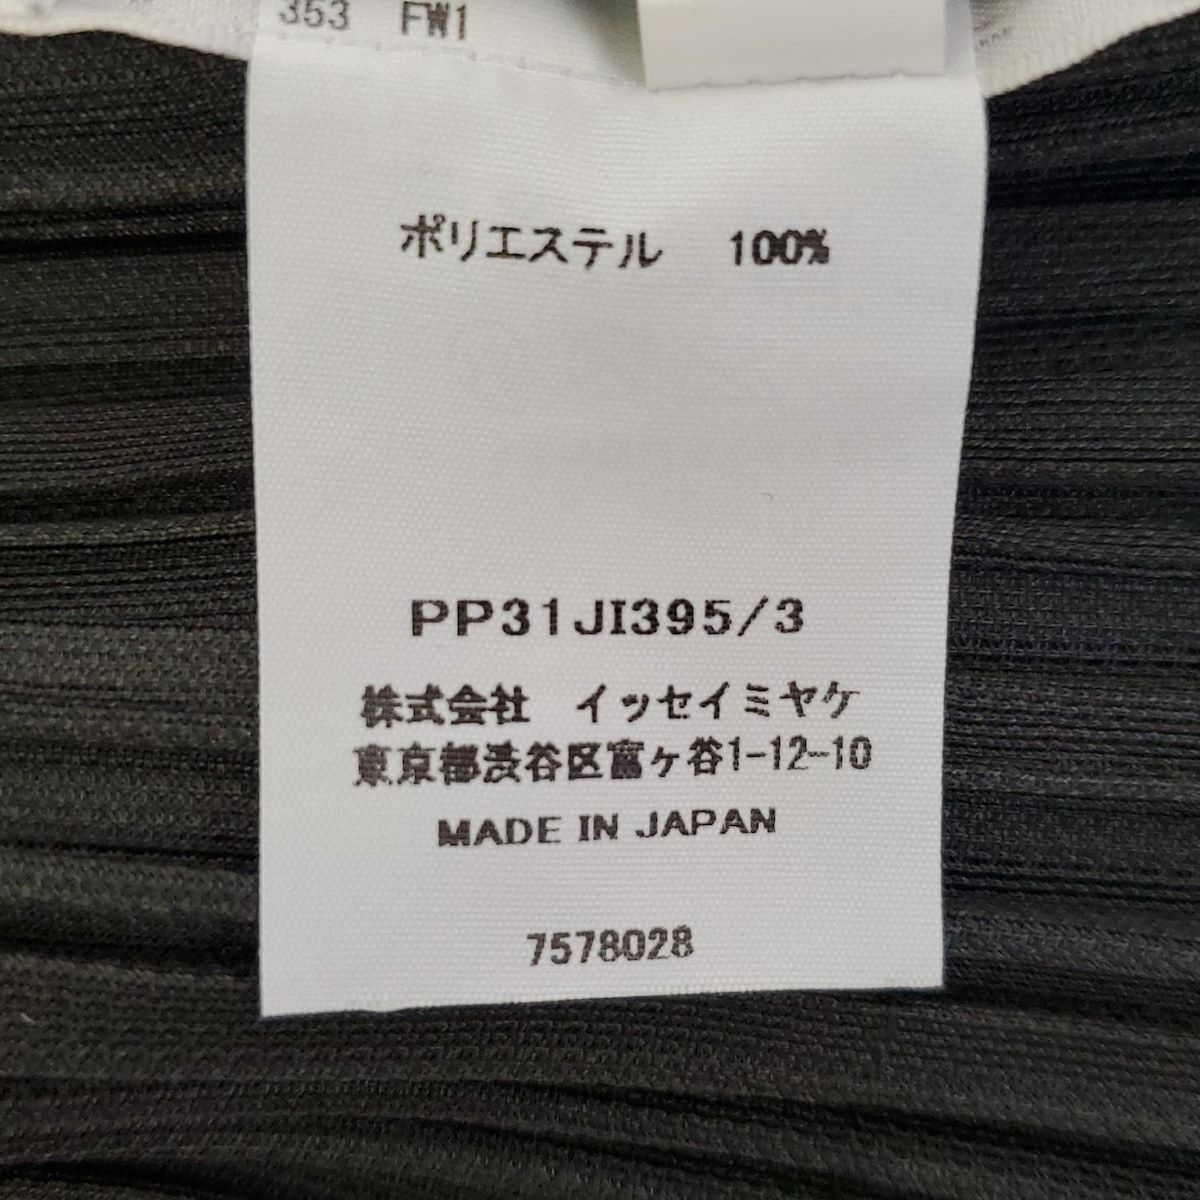 353 FW1
ポリエステル 100%
PP31JI395/3
株式会社 イッセイミヤケ
東京都渋谷区富ヶ谷1-12-10
MADE IN JAPAN
7578028